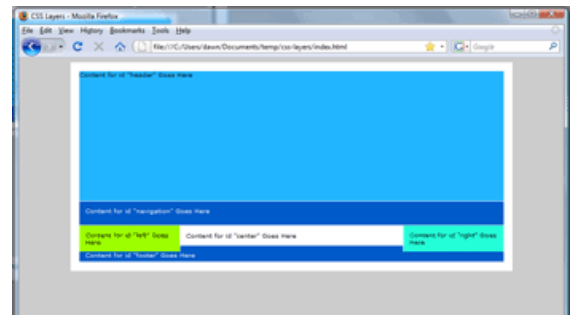 CSS Layers - Mozilla Firefox
File Edit View History Bookmarks Tools Help
file:///C:/Users/dawn/Documents/temp/css-layers/index.html
Google
Content for id "header" Goes Here
Content for id "navigation" Goes Here
Content for id "left" Goes
Here
Content for id "center" Goes Here
Content for id "right" Goes
Here
Content for id "footer" Goes Here